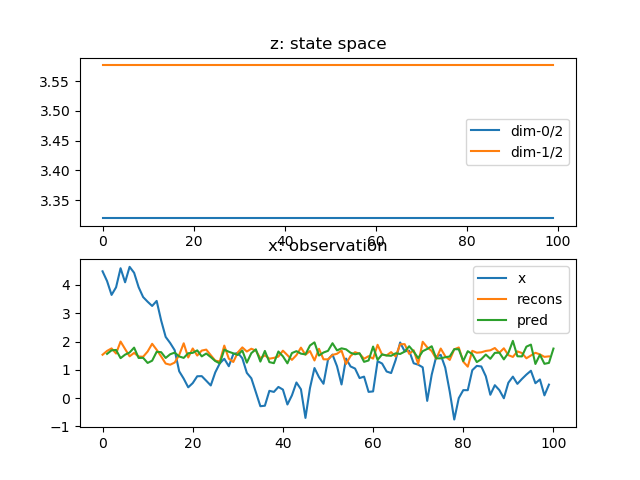 z: state space
3.55
3.50
3.45
3.40
3.35
dim-0/2
dim-1/2
0 20 40 60 80 100
x: observation
4
3
2
1
0
−1
x
recons
pred
0 20 40 60 80 100